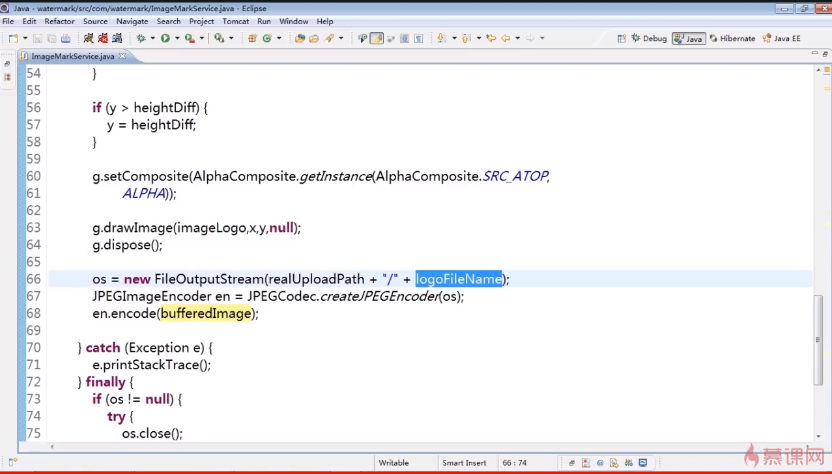 Java - watermark/src/com/watermark/ImageMarkService.java - Eclipse
File Edit Refactor Source Navigate Search Project Tomcat Run Window Help
Debug Java Hibernate Java EE
ImageMarkService.java
54 }
55
56 if (y > heightDiff) {
57 y = heightDiff;
58 }
59
60 g.setComposite(AlphaComposite.getInstance(AlphaComposite.SRC_ATOP,
61 ALPHA));
62
63 g.drawImage(imageLogo,x,y,null);
64 g.dispose();
65
66 os = new FileOutputStream(realUploadPath + "/" + logoFileName);
67 JPEGImageEncoder en = JPEGCodec.createJPEGEncoder(os);
68 en.encode(bufferedImage);
69
70 } catch (Exception e) {
71 e.printStackTrace();
72 } finally {
73 if (os != null) {
74 try {
75 os.close();
Writable Smart Insert 66 : 74
慕课网